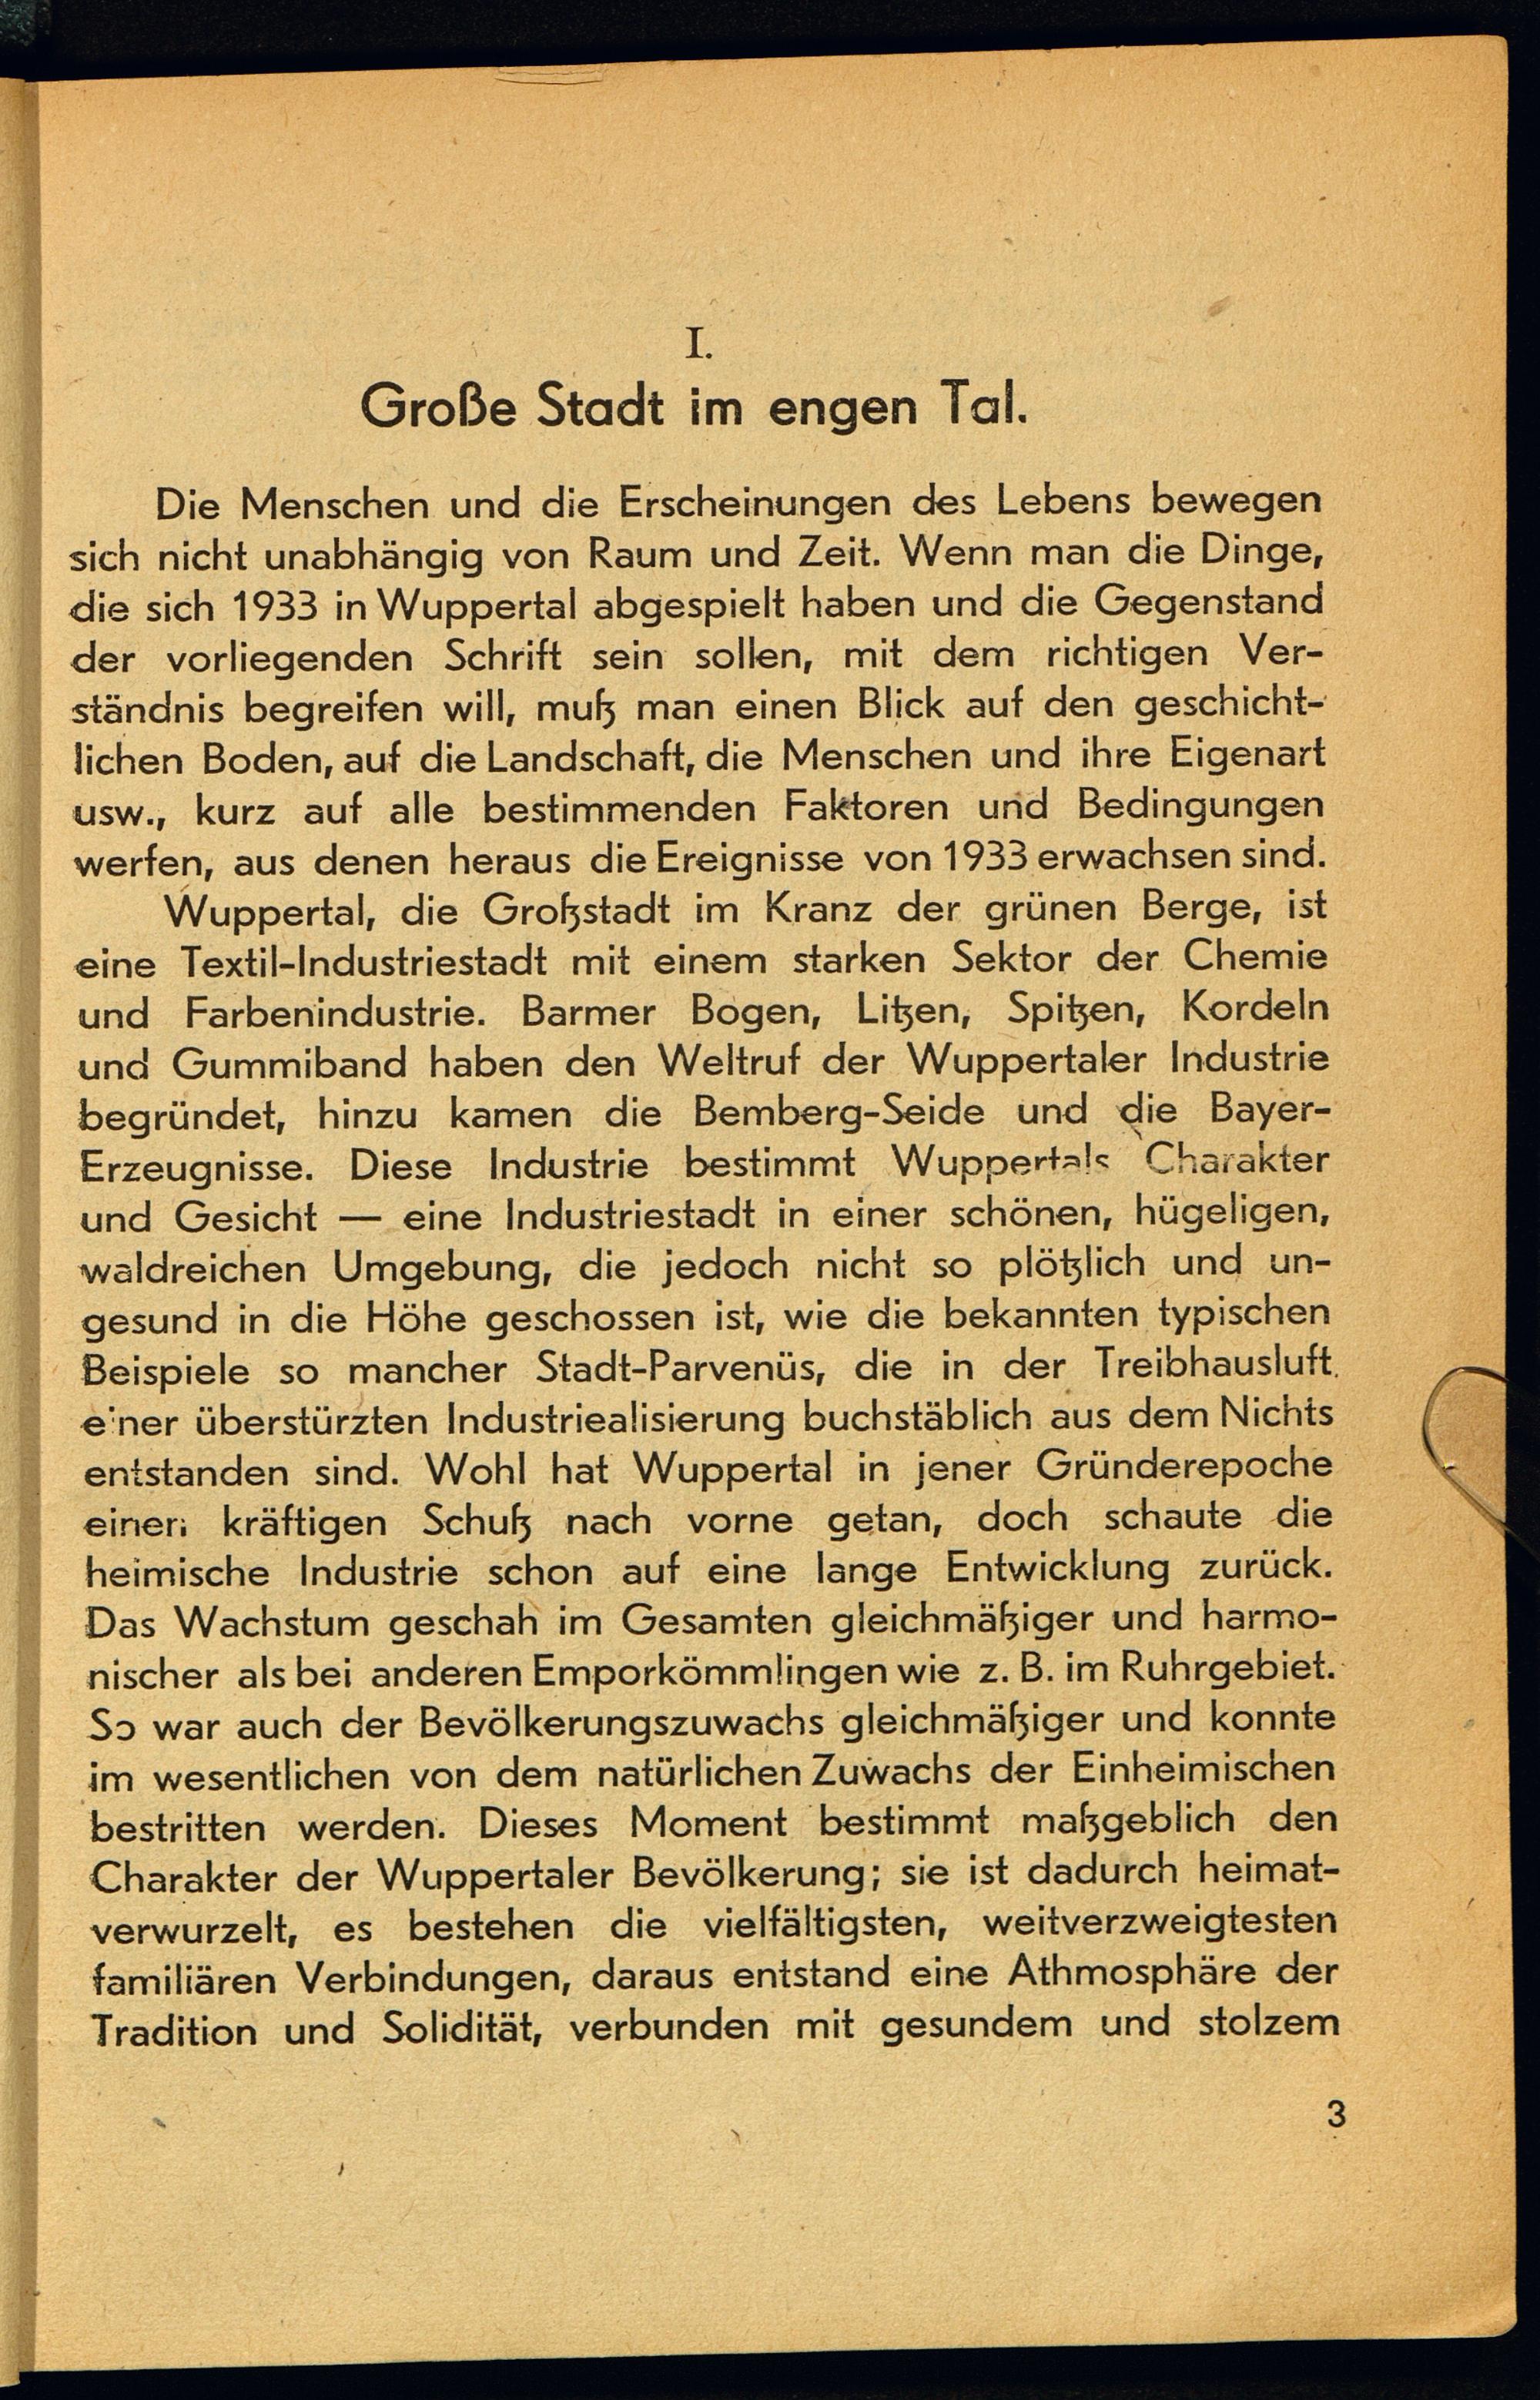 I.
Große Stadt im engen Tal.
Die Menschen und die Erscheinungen des Lebens bewegen
sich nicht unabhängig von Raum und Zeit. Wenn man die Dinge,
die sich 1933 in Wuppertal abgespielt haben und die Gegenstand
der vorliegenden Schrift sein sollen, mit dem richtigen Ver-
ständnis begreifen will, muß man einen Blick auf den geschicht-
lichen Boden, auf die Landschaft, die Menschen und ihre Eigenart
usw., kurz auf alle bestimmenden Faktoren und Bedingungen
werfen, aus denen heraus die Ereignisse von 1933 erwachsen sind.
Wuppertal, die Großstadt im Kranz der grünen Berge, ist
eine Textil-Industriestadt mit einem starken Sektor der Chemie
und Farbenindustrie. Barmer Bogen, Litzen, Spitzen, Kordeln
und Gummiband haben den Weltruf der Wuppertaler Industrie
begründet, hinzu kamen die Bemberg-Seide und die Bayer-
Erzeugnisse. Diese Industrie bestimmt Wuppertals Charakter
und Gesicht — eine Industriestadt in einer schönen, hügeligen,
waldreichen Umgebung, die jedoch nicht so plötzlich und un-
gesund in die Höhe geschossen ist, wie die bekannten typischen
Beispiele so mancher Stadt-Parvenüs, die in der Treibhausluft
einer überstürzten Industriealisierung buchstäblich aus dem Nichts
entstanden sind. Wohl hat Wuppertal in jener Gründerepoche
einen kräftigen Schuß nach vorne getan, doch schaute die
heimische Industrie schon auf eine lange Entwicklung zurück.
Das Wachstum geschah im Gesamten gleichmäßiger und harmo-
nischer als bei anderen Emporkömmlingen wie z. B. im Ruhrgebiet.
So war auch der Bevölkerungszuwachs gleichmäßiger und konnte
im wesentlichen von dem natürlichen Zuwachs der Einheimischen
bestritten werden. Dieses Moment bestimmt maßgeblich den
Charakter der Wuppertaler Bevölkerung; sie ist dadurch heimat-
verwurzelt, es bestehen die vielfältigsten, weitverzweigtesten
familiären Verbindungen, daraus entstand eine Athmosphäre der
Tradition und Solidität, verbunden mit gesundem und stolzem
3